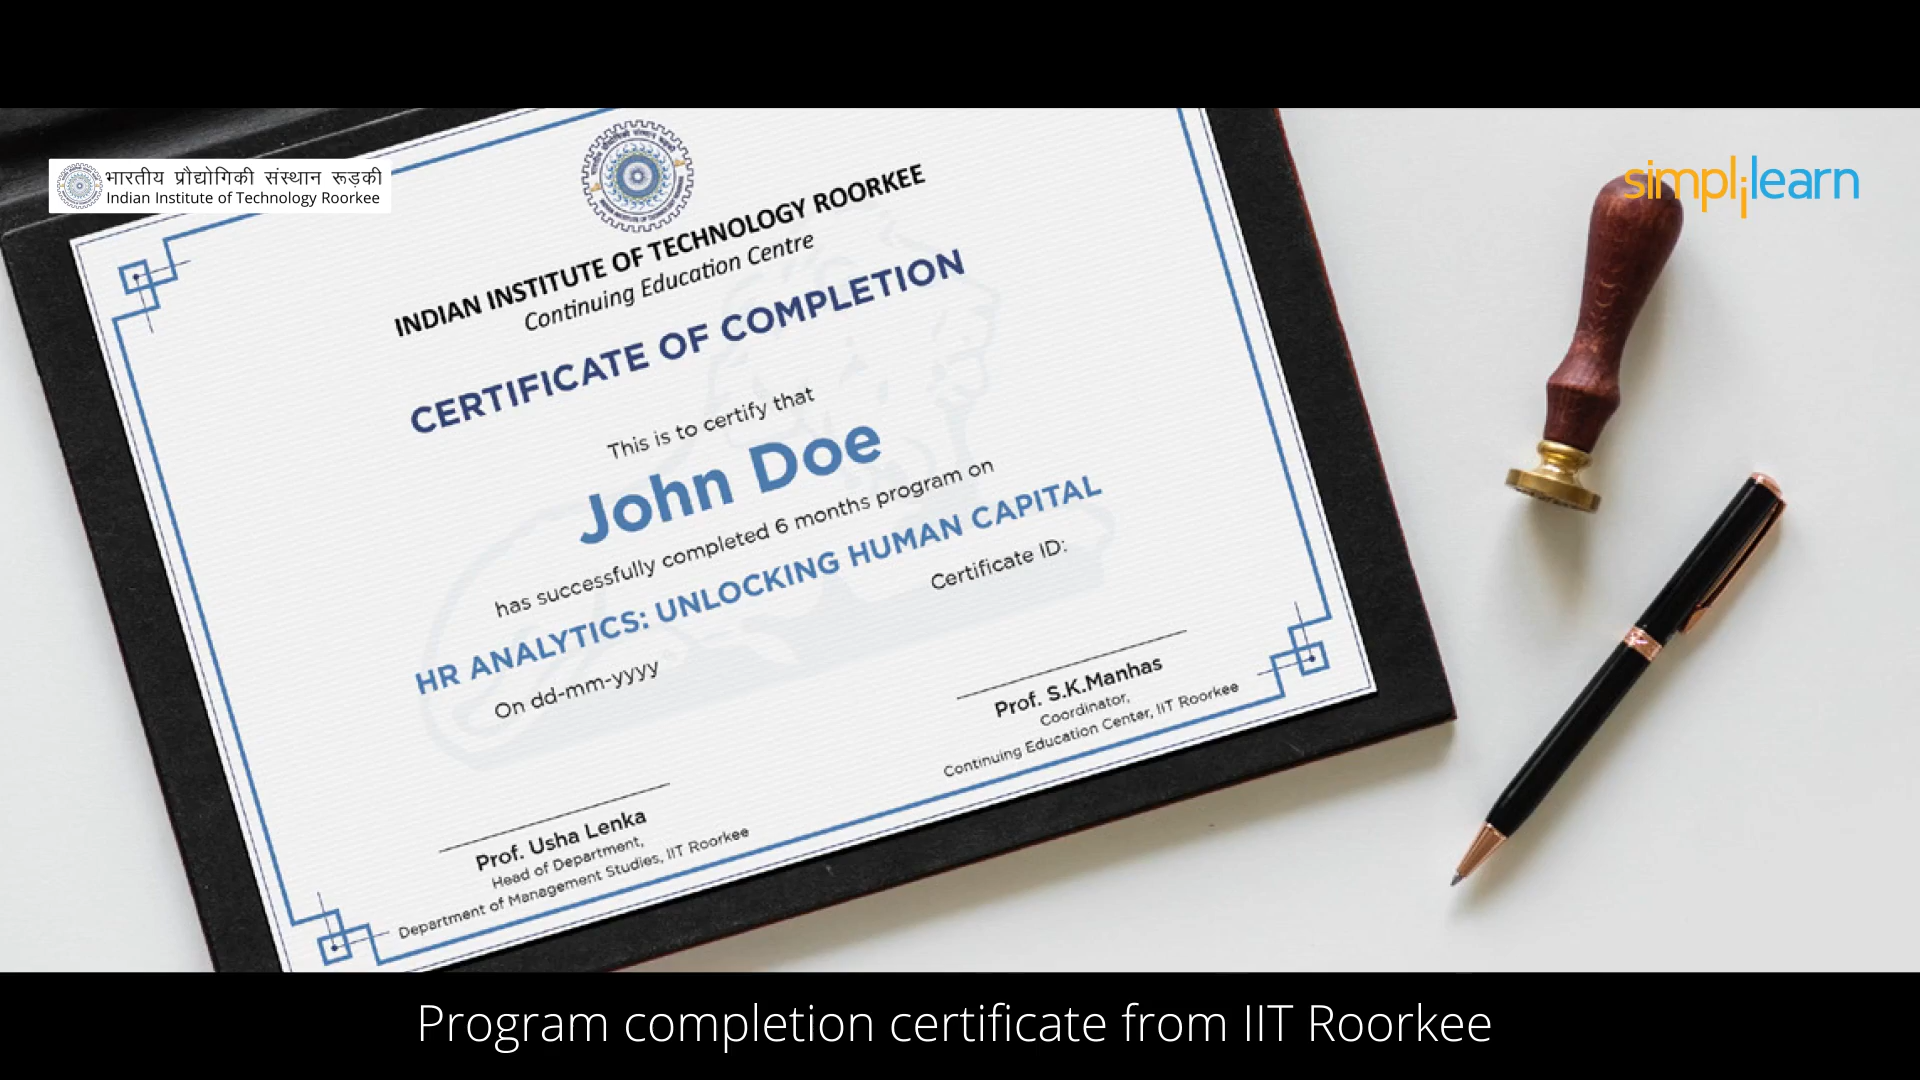 भारतीय प्रौद्योगिकी संस्थान रूड़की
Indian Institute of Technology Roorkee
simplilearn
INDIAN INSTITUTE OF TECHNOLOGY ROORKEE
Continuing Education Centre
CERTIFICATE OF COMPLETION
This is to certify that
John Doe
has successfully completed 6 months program on
HR ANALYTICS: UNLOCKING HUMAN CAPITAL
On dd-mm-yyyy
Certificate ID:
Prof. Usha Lenka
Head of Department,
Department of Management Studies, IIT Roorkee
Prof. S.K.Manhas
Coordinator,
Continuing Education Center, IIT Roorkee
Program completion certificate from IIT Roorkee